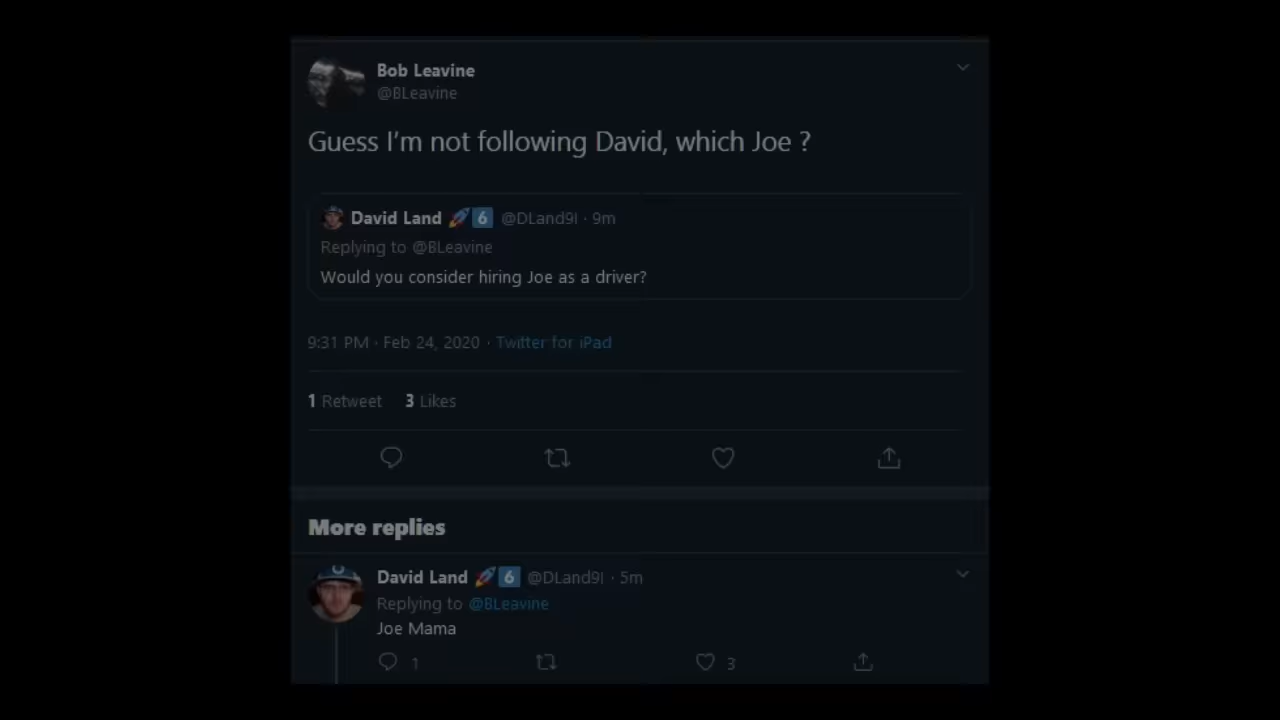 Bob Leavine
@BLeavine
Guess I'm not following David, which Joe ?
David Land 🚀6️⃣ @DLand91 · 9m
Replying to @BLeavine
Would you consider hiring Joe as a driver?
9:31 PM · Feb 24, 2020 · Twitter for iPad
1 Retweet 3 Likes
More replies
David Land 🚀6️⃣ @DLand91 · 5m
Replying to @BLeavine
Joe Mama
1 3